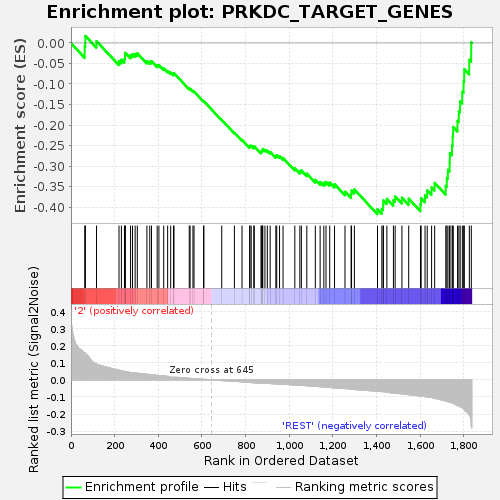 Enrichment plot: PRKDC_TARGET_GENES
Enrichment score (ES)
0.00
-0.05
-0.10
-0.15
-0.20
-0.25
-0.30
-0.35
-0.40
Ranked list metric (Signal2Noise)
'2' (positively correlated)
0.4
0.3
0.2
0.1
0.0
-0.1
-0.2
-0.3
Zero cross at 645
'REST' (negatively correlated)
0
200
400
600
800
1,000
1,200
1,400
1,600
1,800
Rank in Ordered Dataset
Enrichment profile
Hits
Ranking metric scores